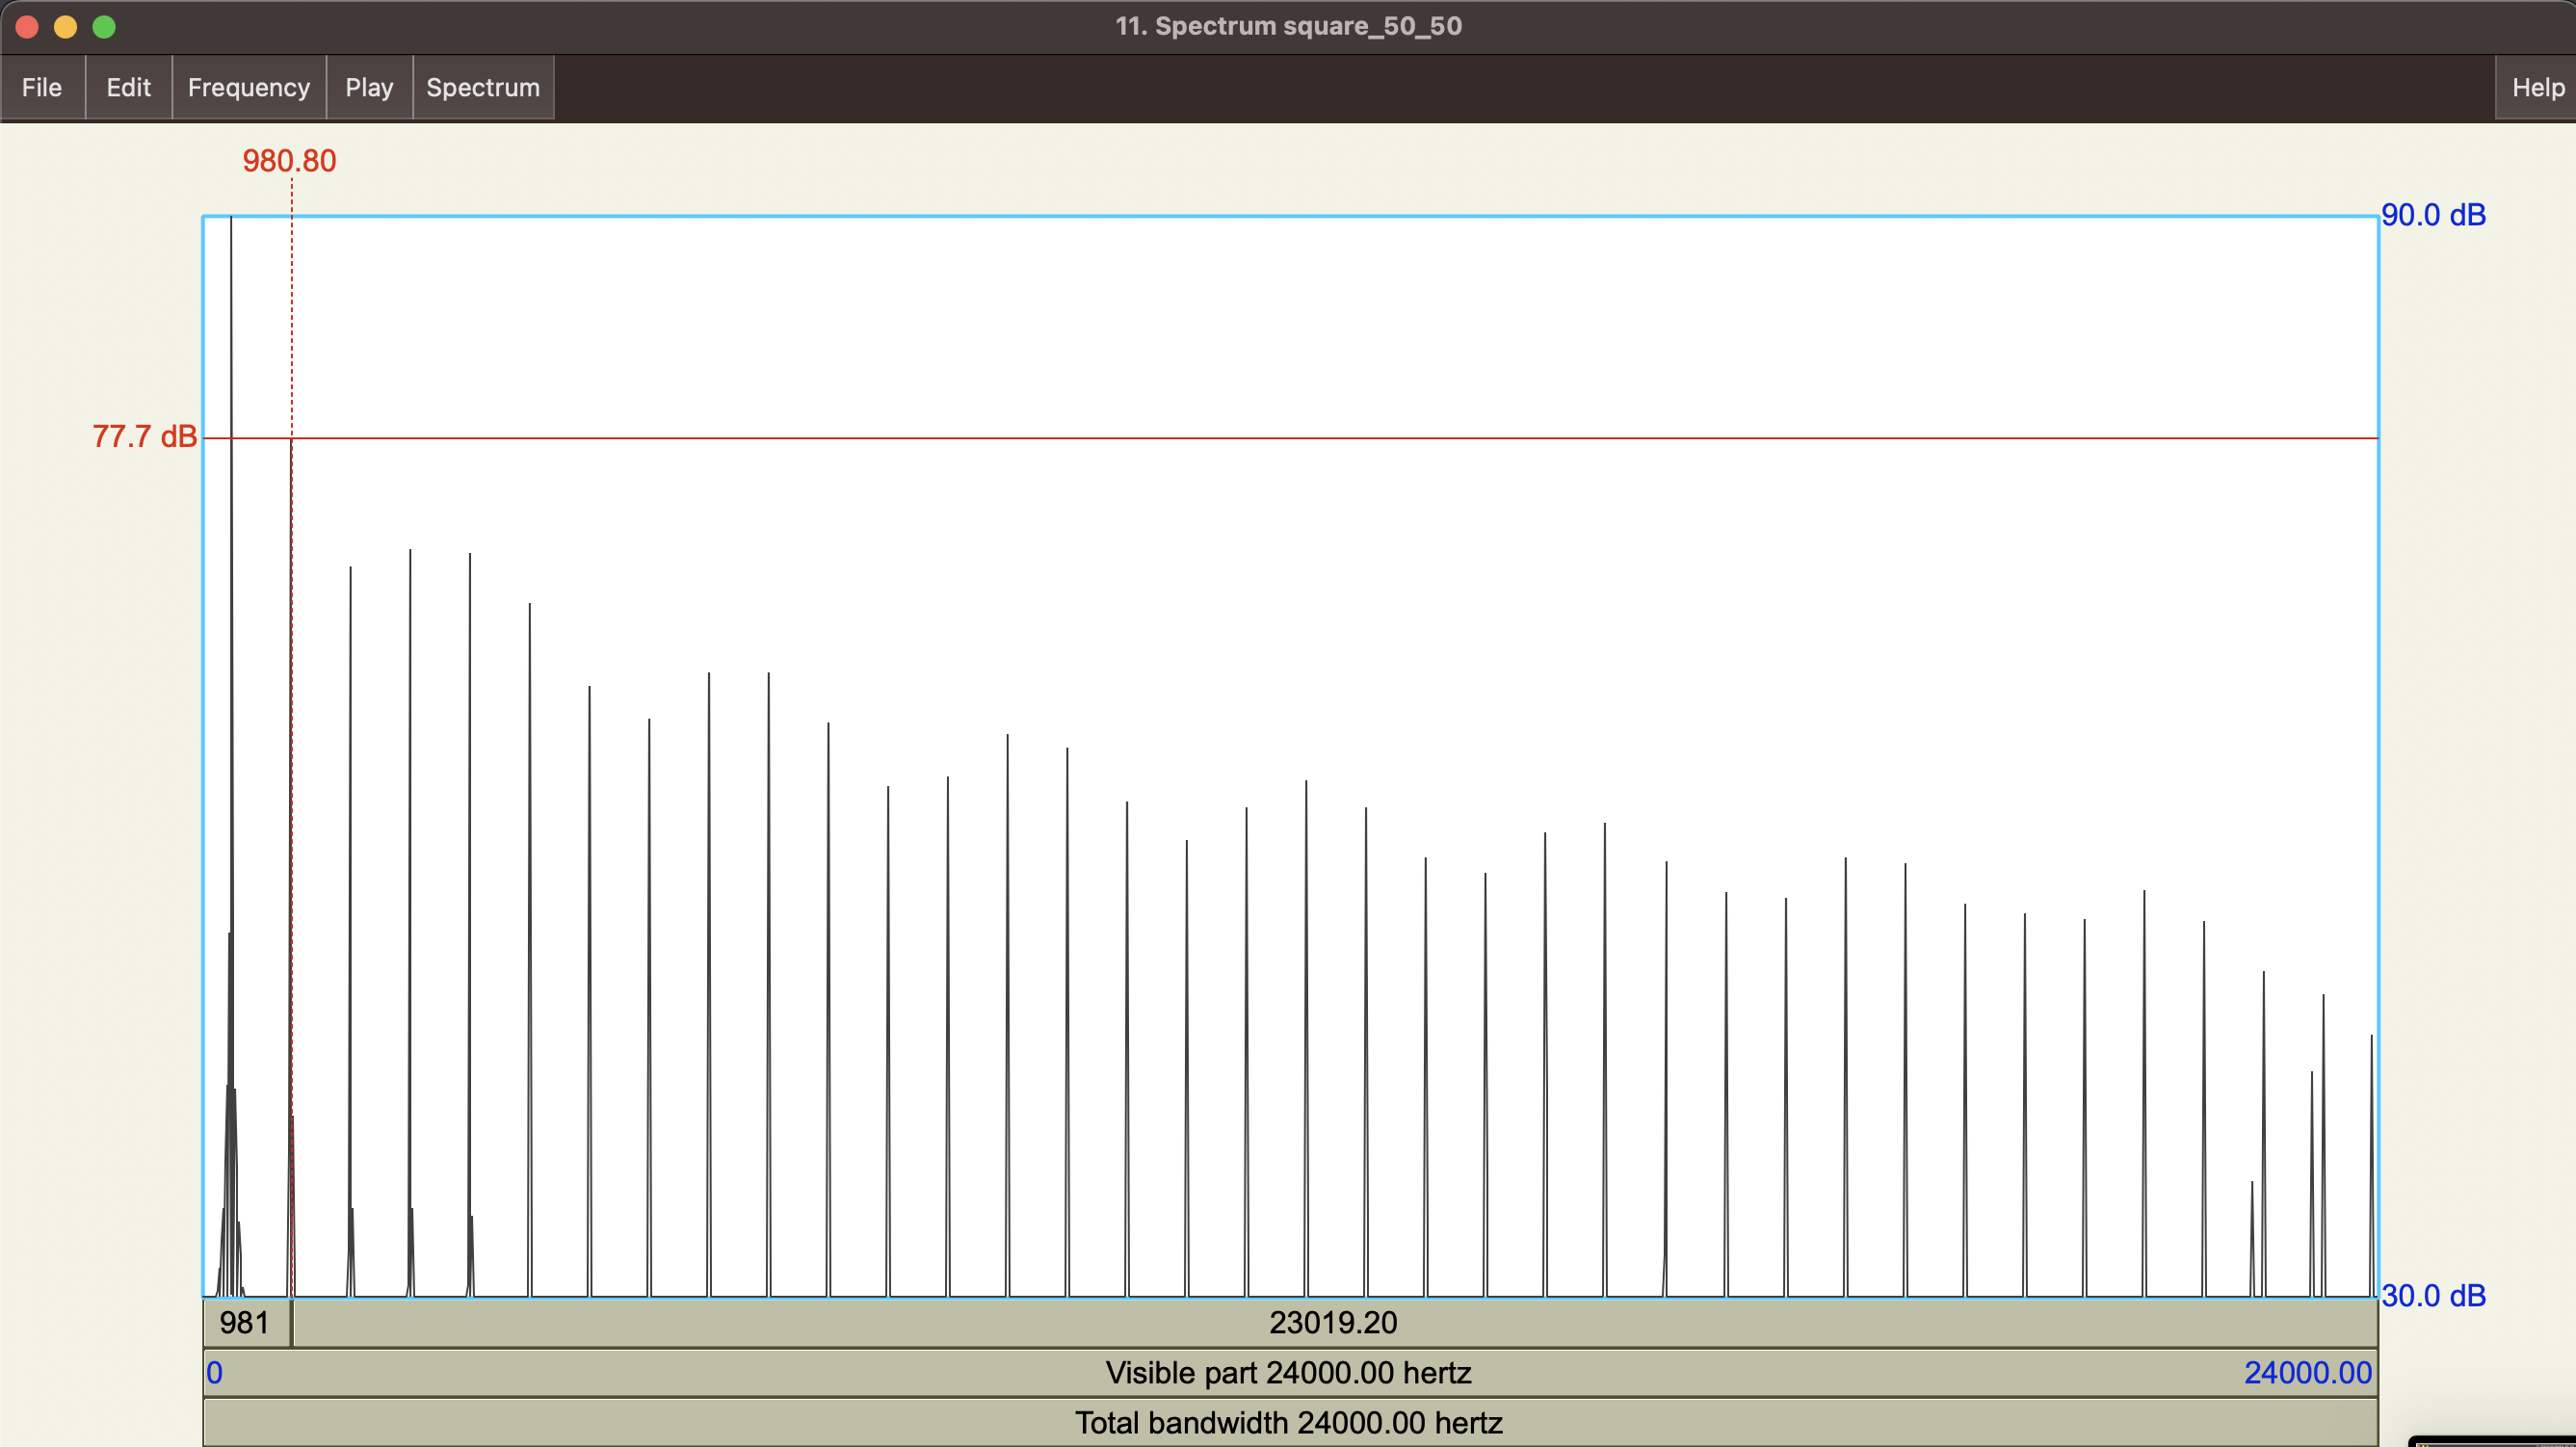 11. Spectrum square_50_50
File Edit Frequency Play Spectrum Help
980.80
90.0 dB
77.7 dB
30.0 dB
981 23019.20
0 Visible part 24000.00 hertz 24000.00
Total bandwidth 24000.00 hertz